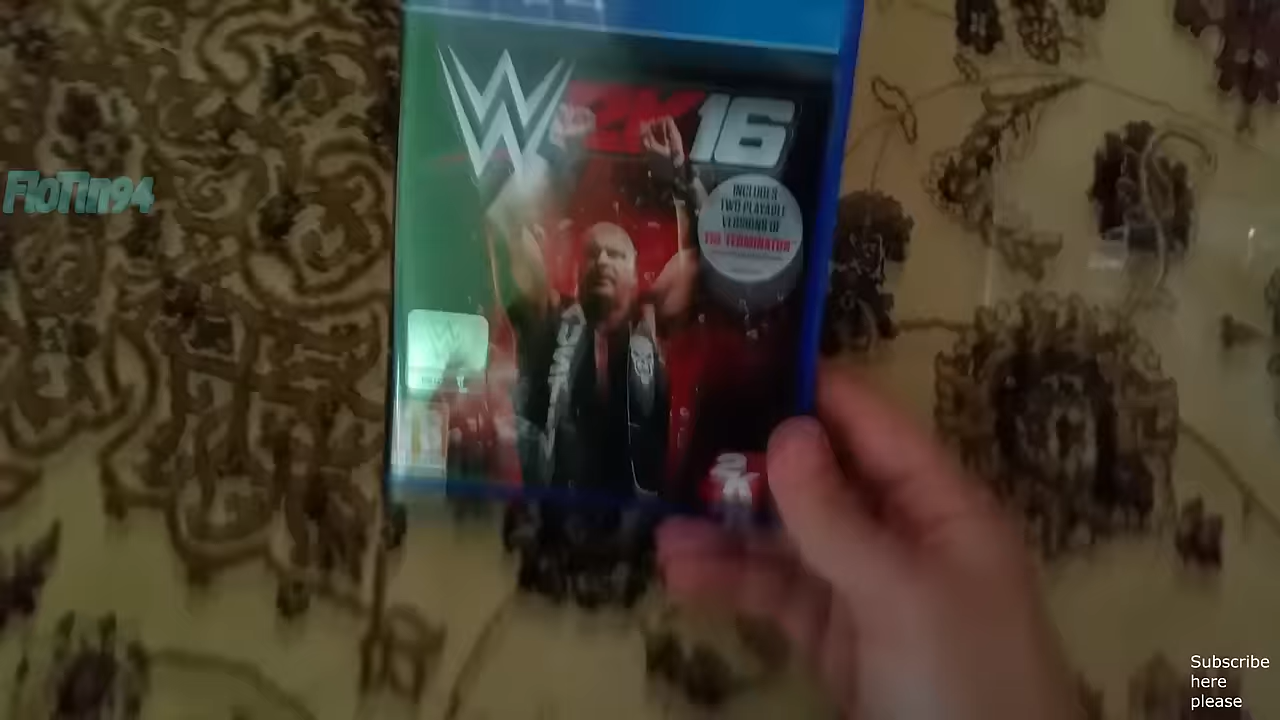 FloTin94
W 2K16
INCLUDES
TWO PLAYABLE
VERSIONS OF
THE TERMINATOR
2K
Subscribe
here
please